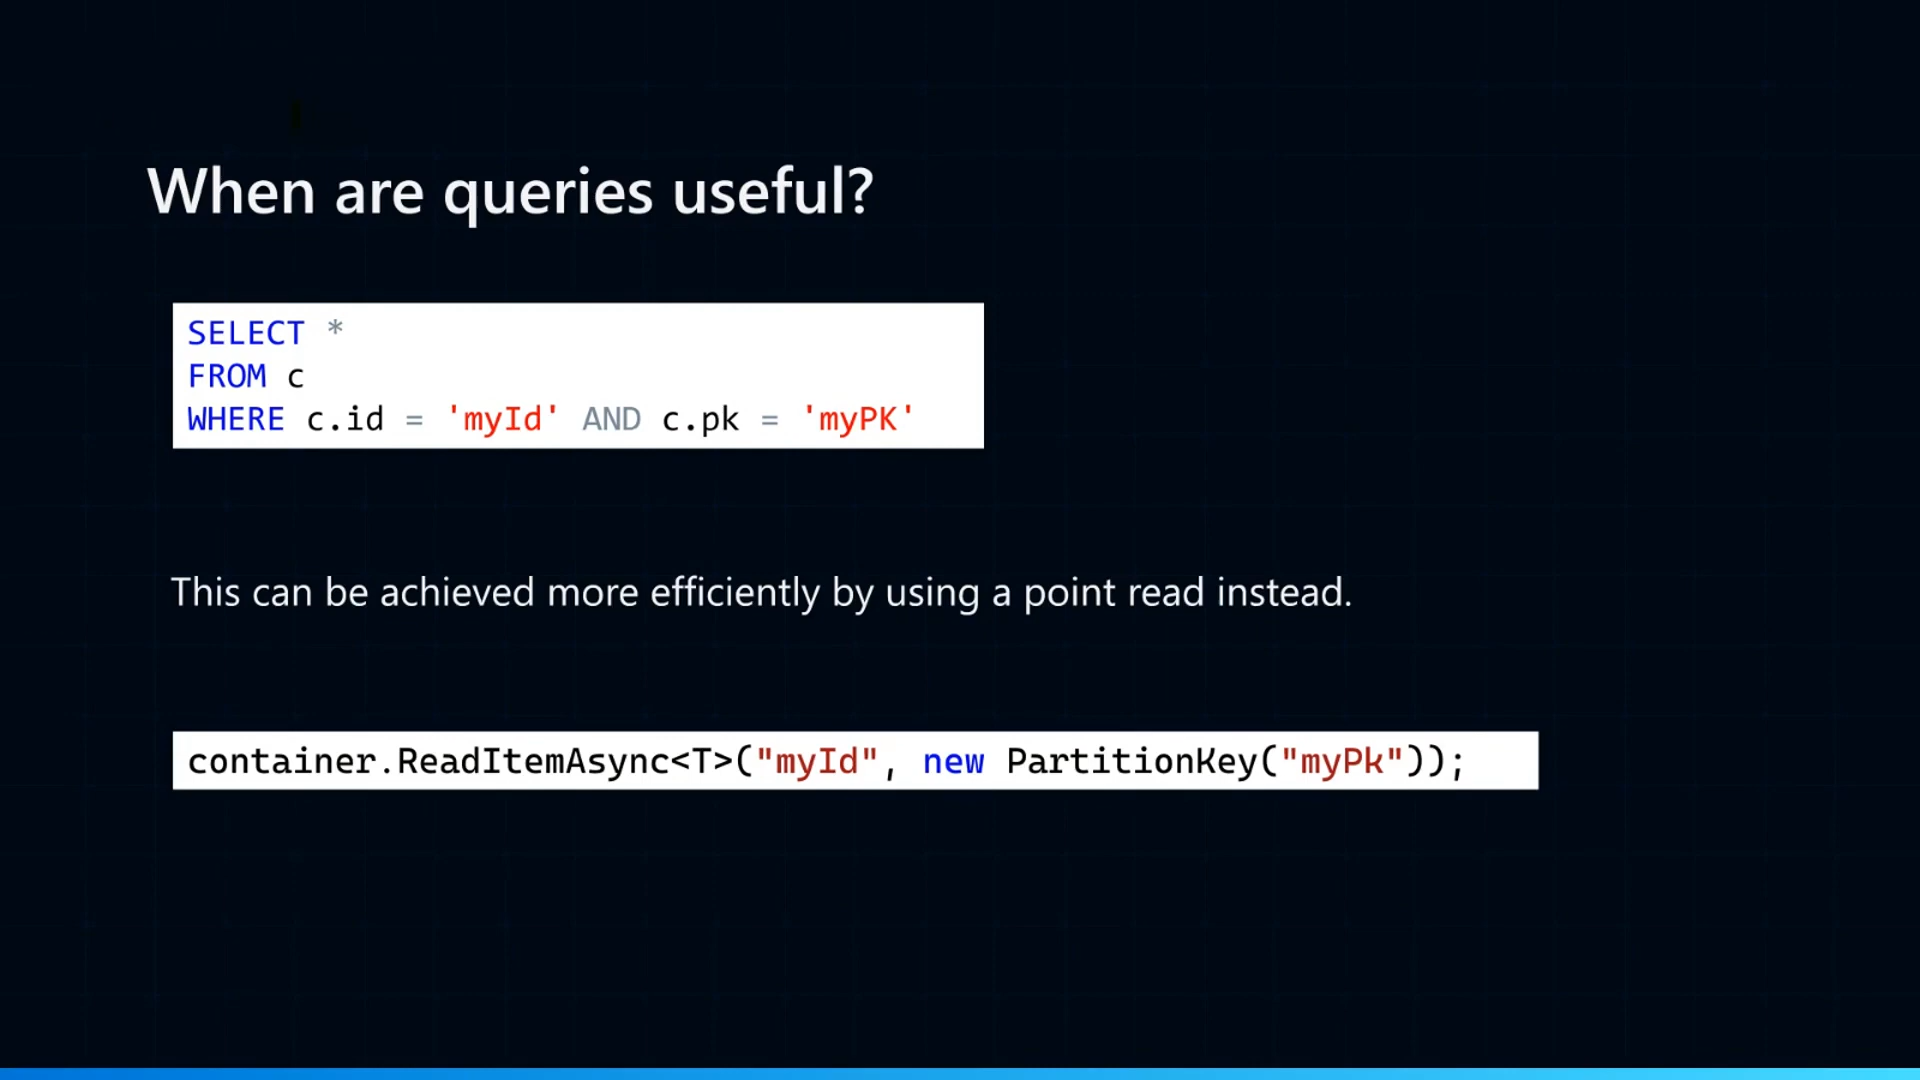 When are queries useful?
SELECT *
FROM c
WHERE c.id = 'myId' AND c.pk = 'myPK'
This can be achieved more efficiently by using a point read instead.
container.ReadItemAsync<T>("myId", new PartitionKey("myPk"));